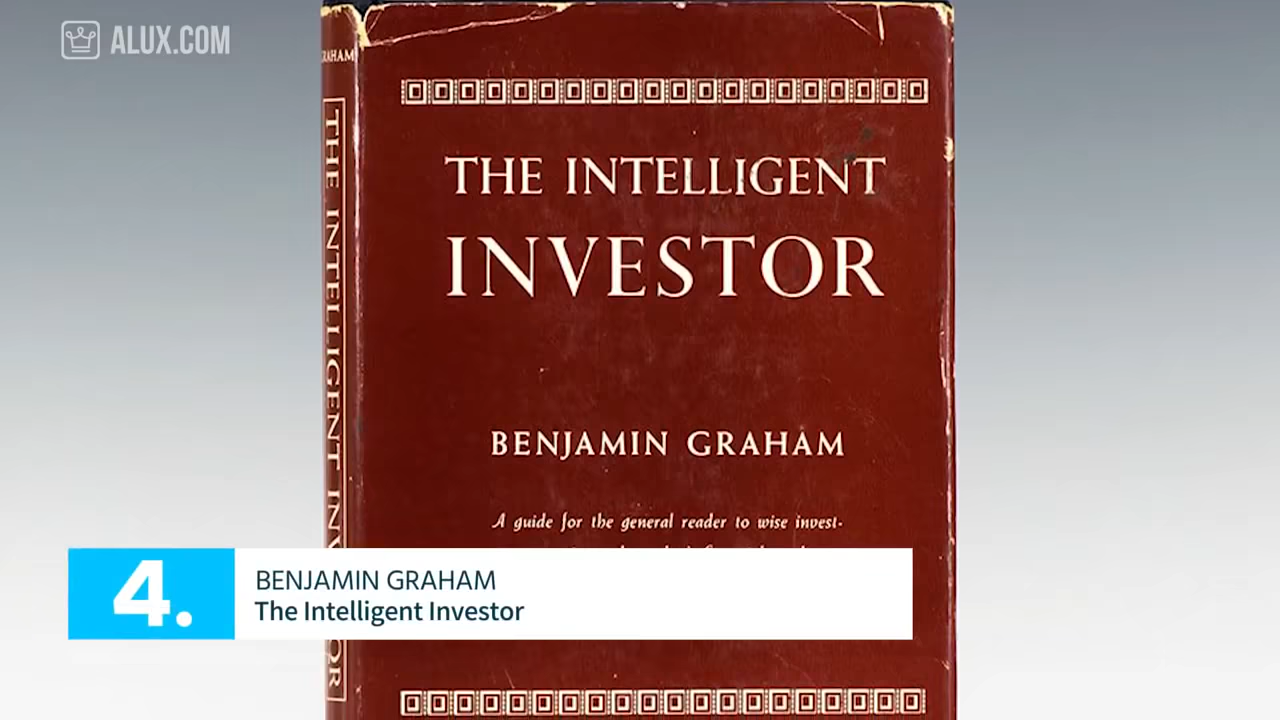 ALUX.COM
GRAHAM
THE INTELLIGENT
INVESTOR
BENJAMIN GRAHAM
A guide for the general reader to wise invest-
THE INTELLIGENT
4.
BENJAMIN GRAHAM
The Intelligent Investor